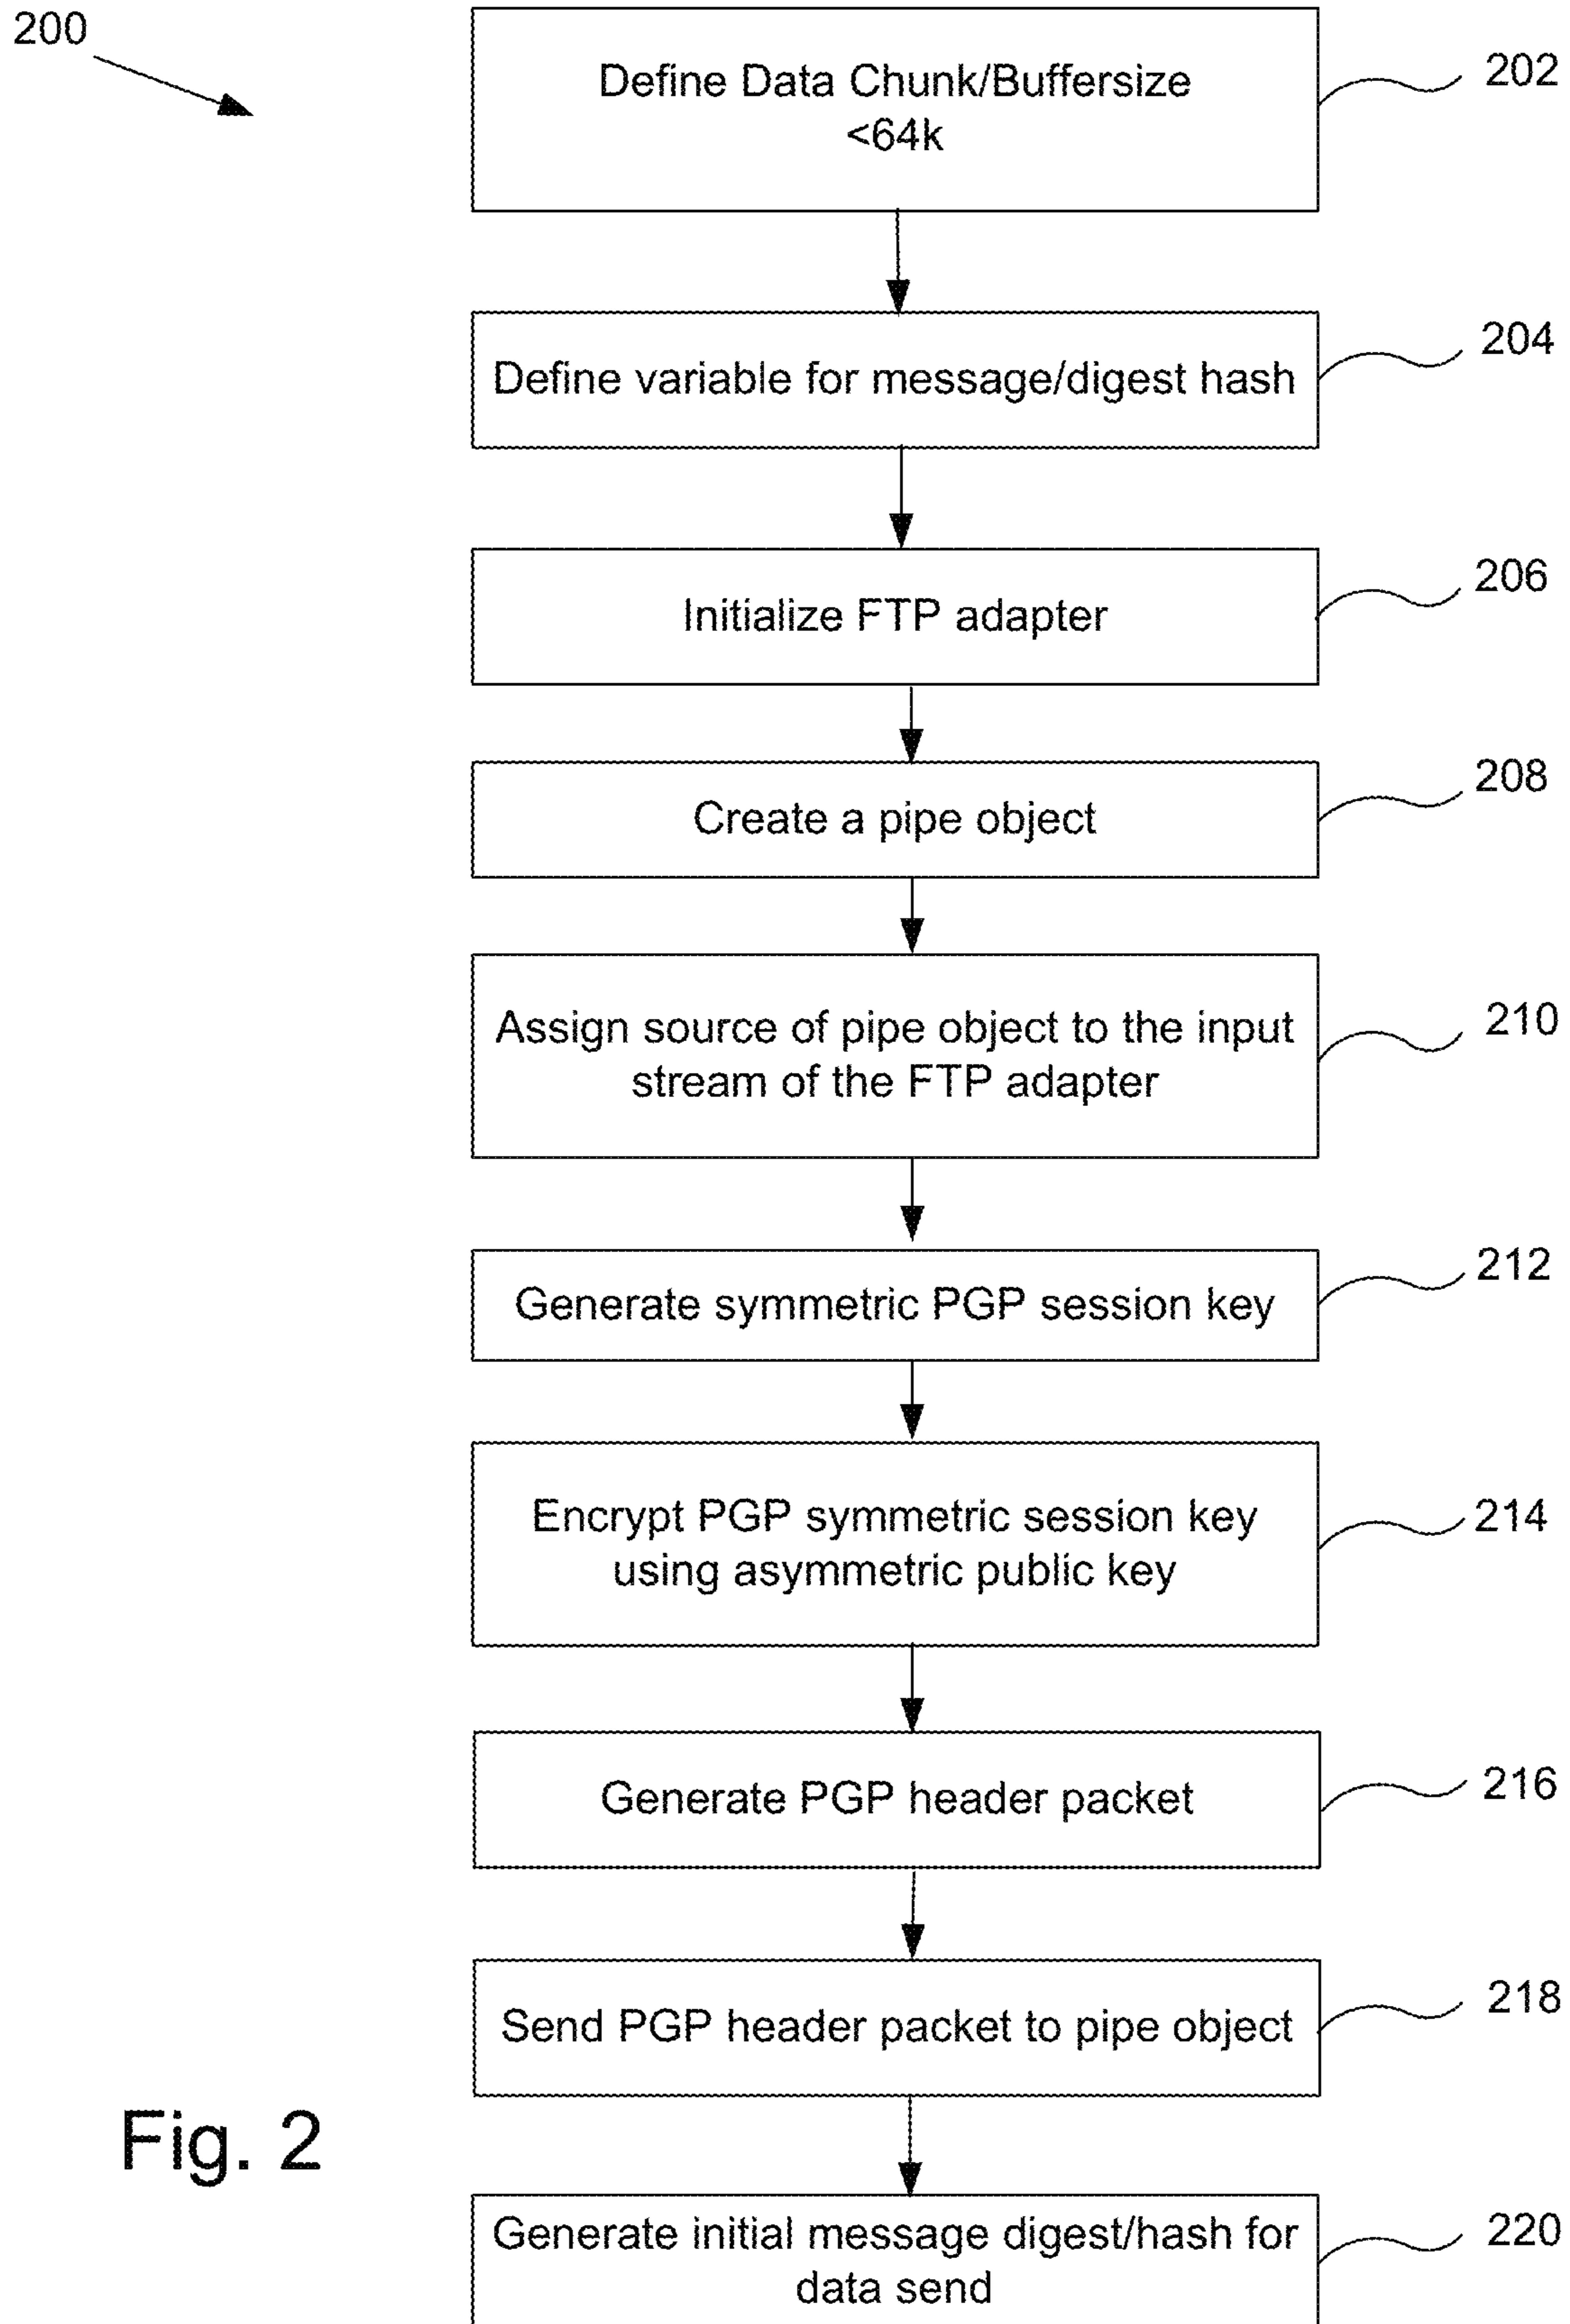 200
Define Data Chunk/Buffersize
<64k
202
Define variable for message/digest hash
204
Initialize FTP adapter
206
Create a pipe object
208
Assign source of pipe object to the input
stream of the FTP adapter
210
Generate symmetric PGP session key
212
Encrypt PGP symmetric session key
using asymmetric public key
214
Generate PGP header packet
216
Send PGP header packet to pipe object
218
Fig. 2
Generate initial message digest/hash for
data send
220